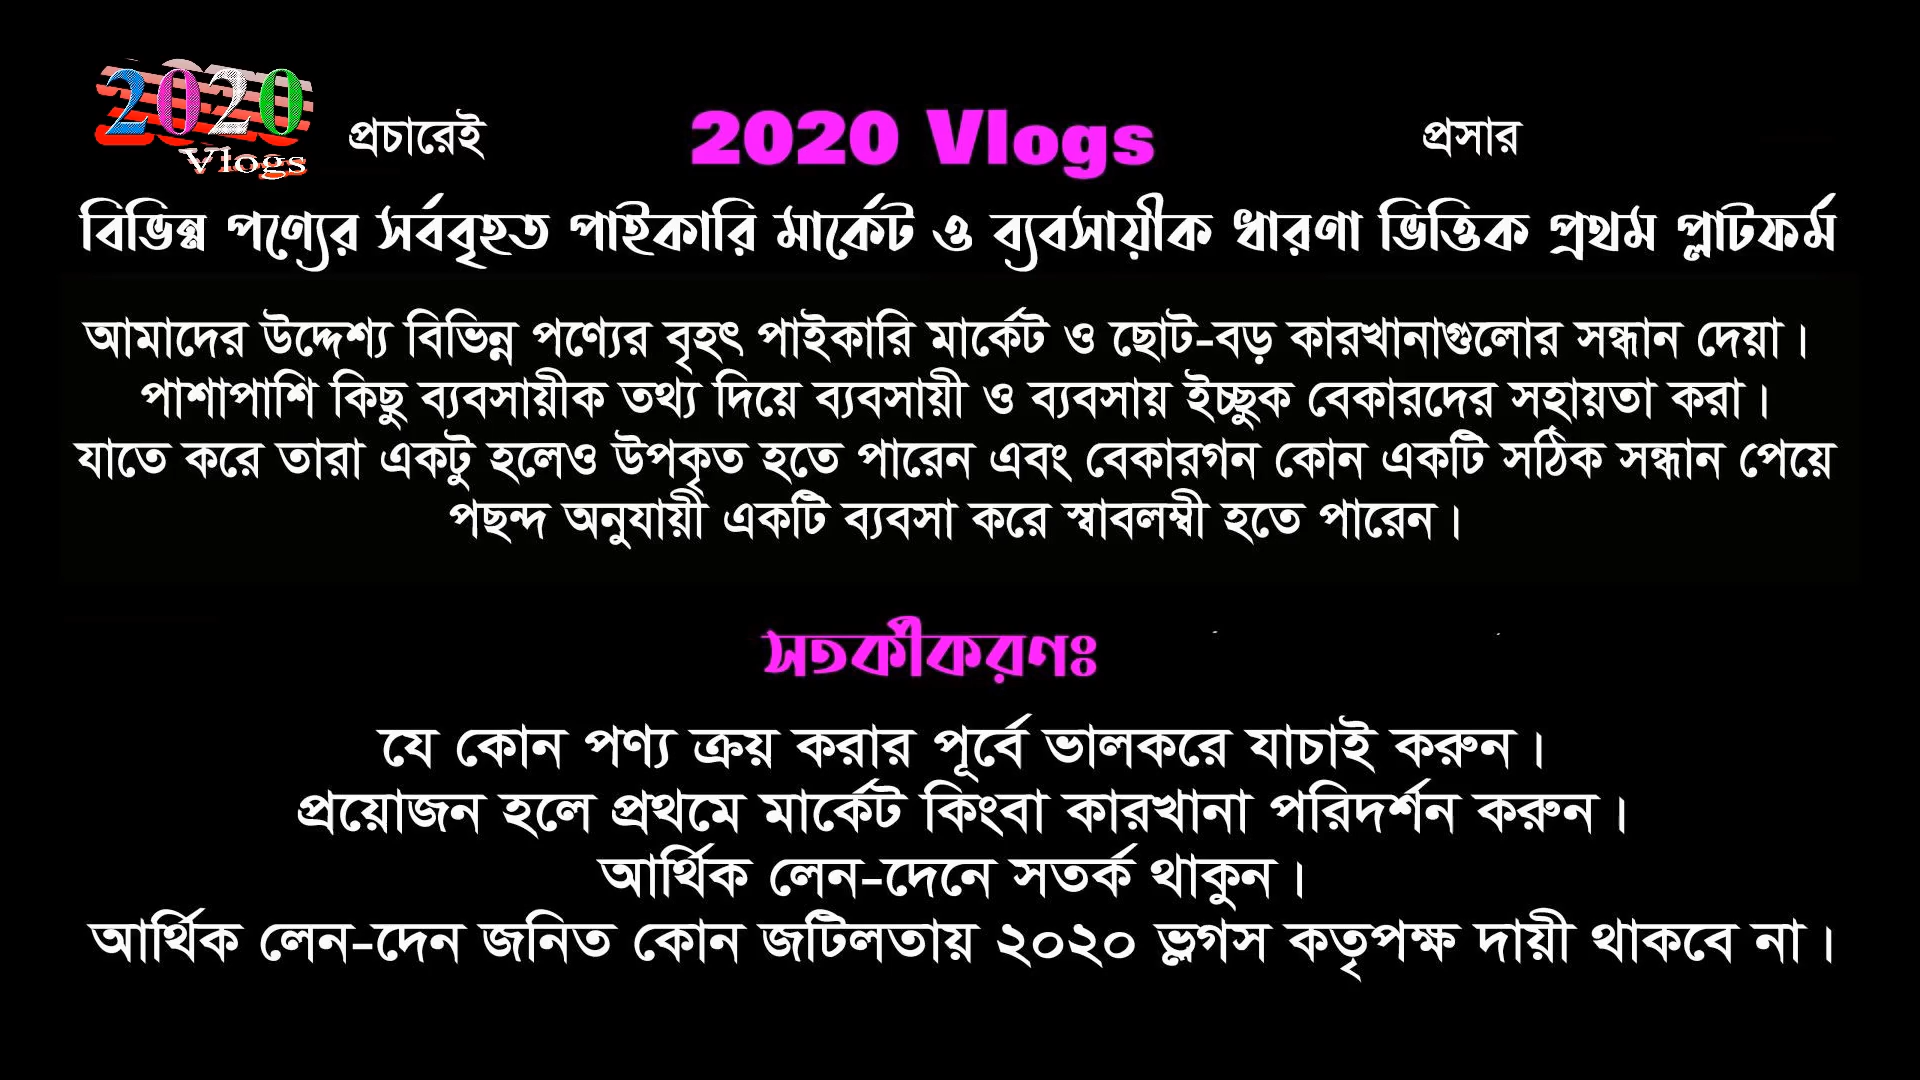 2020 Vlogs
প্রচারেই 2020 Vlogs প্রসার
বিভিন্ন পণ্যের সর্ববৃহত পাইকারি মার্কেট ও ব্যবসায়ীক ধারণা ভিত্তিক প্রথম প্লাটফর্ম
আমাদের উদ্দেশ্য বিভিন্ন পণ্যের বৃহৎ পাইকারি মার্কেট ও ছোট-বড় কারখানাগুলোর সন্ধান দেয়া।
পাশাপাশি কিছু ব্যবসায়ীক তথ্য দিয়ে ব্যবসায়ী ও ব্যবসায় ইচ্ছুক বেকারদের সহায়তা করা।
যাতে করে তারা একটু হলেও উপকৃত হতে পারেন এবং বেকারগন কোন একটি সঠিক সন্ধান পেয়ে
পছন্দ অনুযায়ী একটি ব্যবসা করে স্বাবলম্বী হতে পারেন।
সতর্কীকরণঃ
যে কোন পণ্য ক্রয় করার পূর্বে ভালকরে যাচাই করুন।
প্রয়োজন হলে প্রথমে মার্কেট কিংবা কারখানা পরিদর্শন করুন।
আর্থিক লেন-দেনে সতর্ক থাকুন।
আর্থিক লেন-দেন জনিত কোন জটিলতায় ২০২০ ভ্লগস কতৃপক্ষ দায়ী থাকবে না।